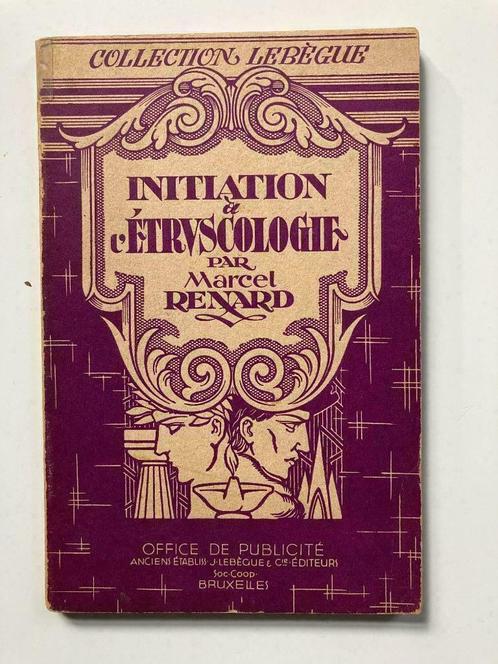 COLLECTION LEBÈGUE
INITIATION
à
L'ÉTRVSCOLOGIE
PAR
Marcel
RENARD
OFFICE DE PUBLICITÉ
ANCIENS ÉTABLISS· J· LEBÈGUE & Cie· ÉDITEURS
Soc·Coop·
BRUXELLES